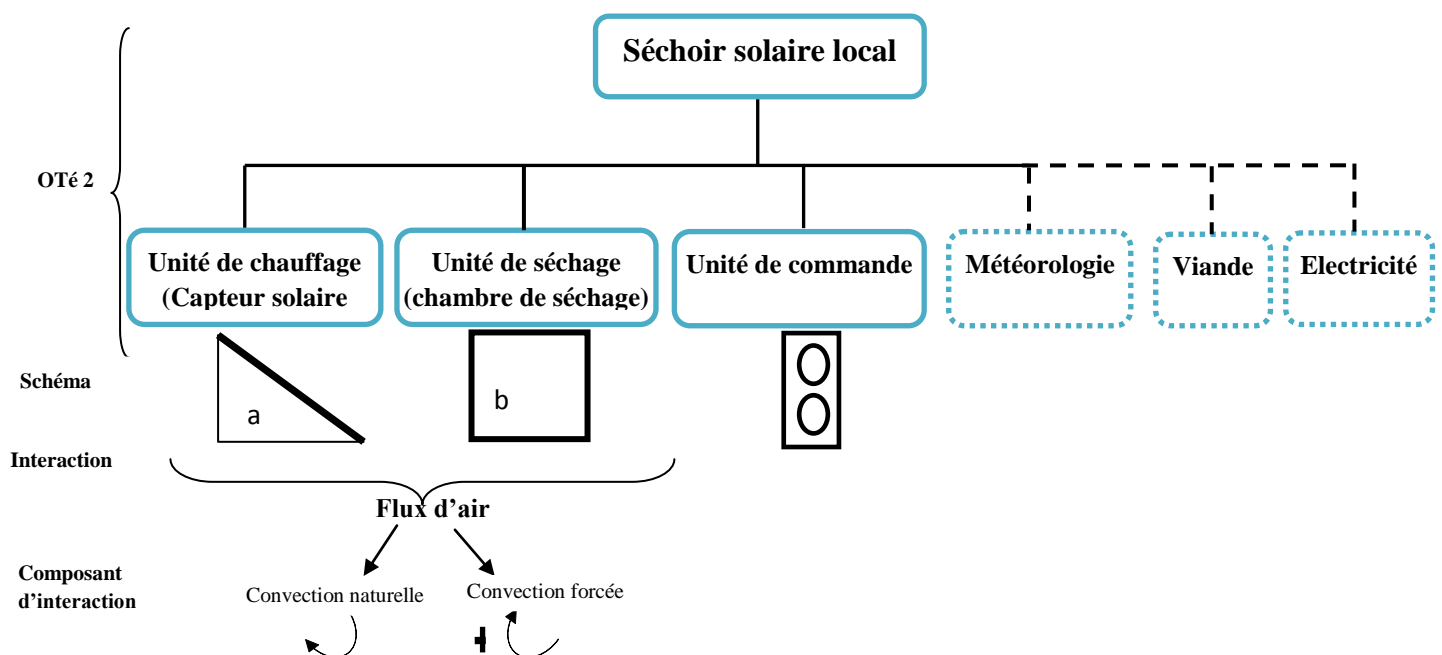 Séchoir solaire local
OTé 2
Unité de chauffage
(Capteur solaire
Unité de séchage
(chambre de séchage)
Unité de commande
Météorologie
Viande
Electricité
Schéma
a
b
Interaction
Flux d’air
Composant
d’interaction
Convection naturelle
Convection forcée